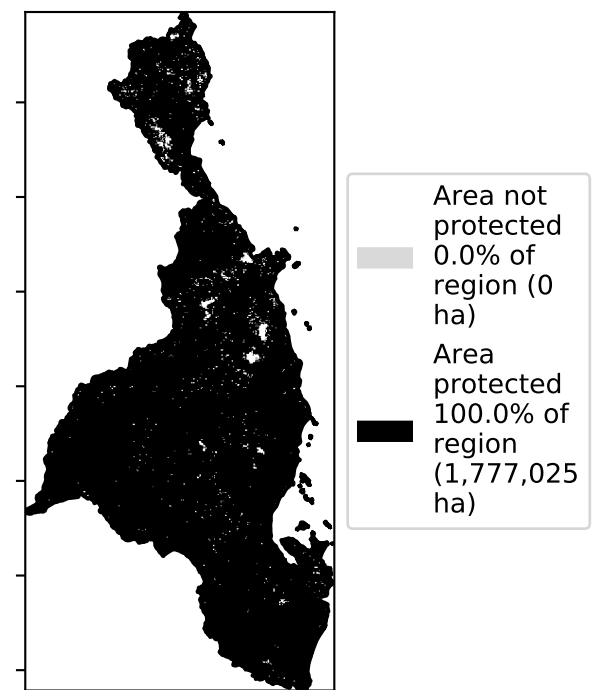 Area not
protected
0.0% of
region (0
ha)
Area
protected
100.0% of
region
(1,777,025
ha)